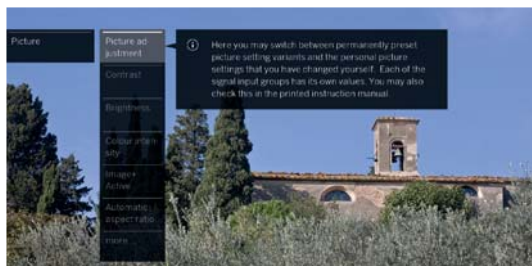 Picture
Picture ad
justment
Contrast
Brightness
Colour inten-
sity
Image+
Active
Automatic
aspect ratio
more...
Here you may switch between permanently preset
picture setting variants and the personal picture
settings that you have changed yourself. Each of the
signal input groups has its own values. You may also
check this in the printed instruction manual.